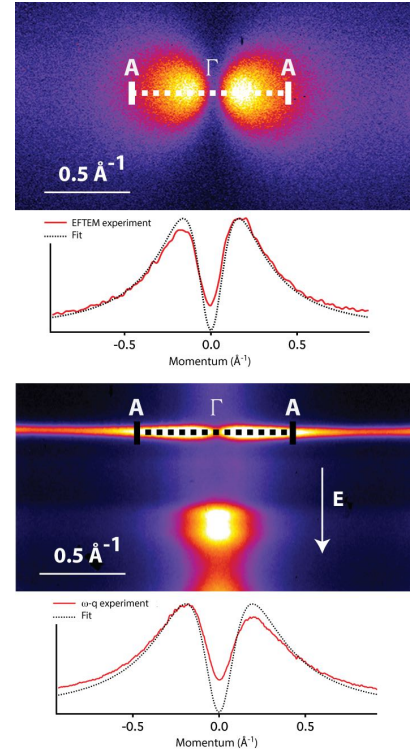 A Γ A
0.5 Å-1
EFTEM experiment
Fit
-0.5 0.0 0.5
Momentum (Å-1)
A Γ A
E
0.5 Å-1
ω-q experiment
Fit
-0.5 0.0 0.5
Momentum (Å-1)